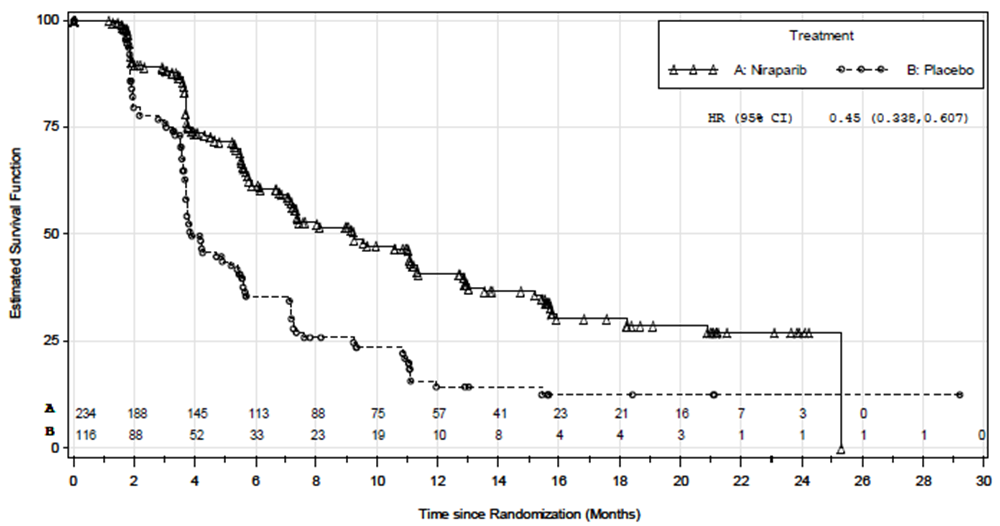 Treatment
A: Niraparib B: Placebo
HR (95% CI) 0.45 (0.338,0.607)
Estimated Survival Function
100
75
50
25
0
A
234 188 145 113 88 75 57 41 23 21 16 7 3 0
B
116 88 52 33 23 19 10 8 4 4 3 1 1 1 1 0
0 2 4 6 8 10 12 14 16 18 20 22 24 26 28 30
Time since Randomization (Months)